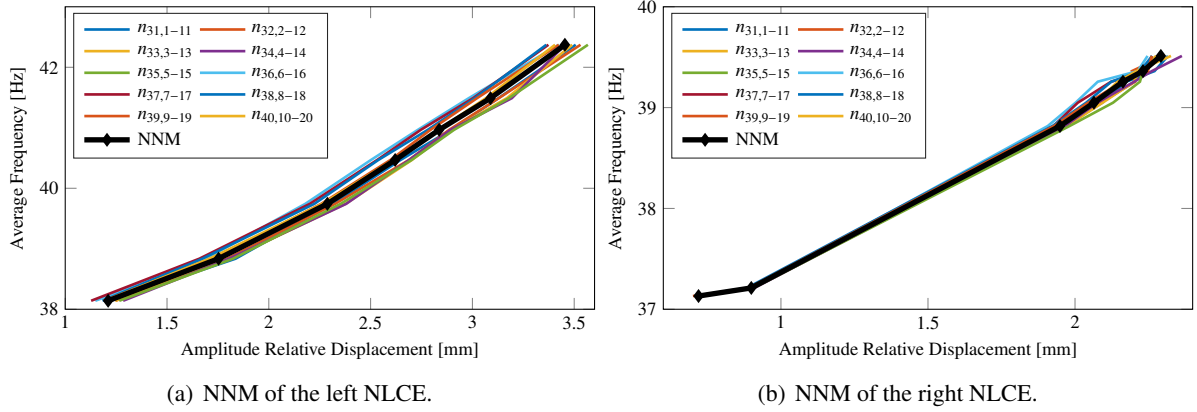 42
40
38
Average Frequency [Hz]
n31,1−11 n32,2−12
n33,3−13 n34,4−14
n35,5−15 n36,6−16
n37,7−17 n38,8−18
n39,9−19 n40,10−20
NNM
1 1,5 2 2.5 3 3.5
Amplitude Relative Displacement [mm]
(a) NNM of the left NLCE.
40
39
38
37
Average Frequency [Hz]
n31,1−11 n32,2−12
n33,3−13 n34,4−14
n35,5−15 n36,6−16
n37,7−17 n38,8−18
n39,9−19 n40,10−20
NNM
1 2
Amplitude Relative Displacement [mm]
(b) NNM of the right NLCE.